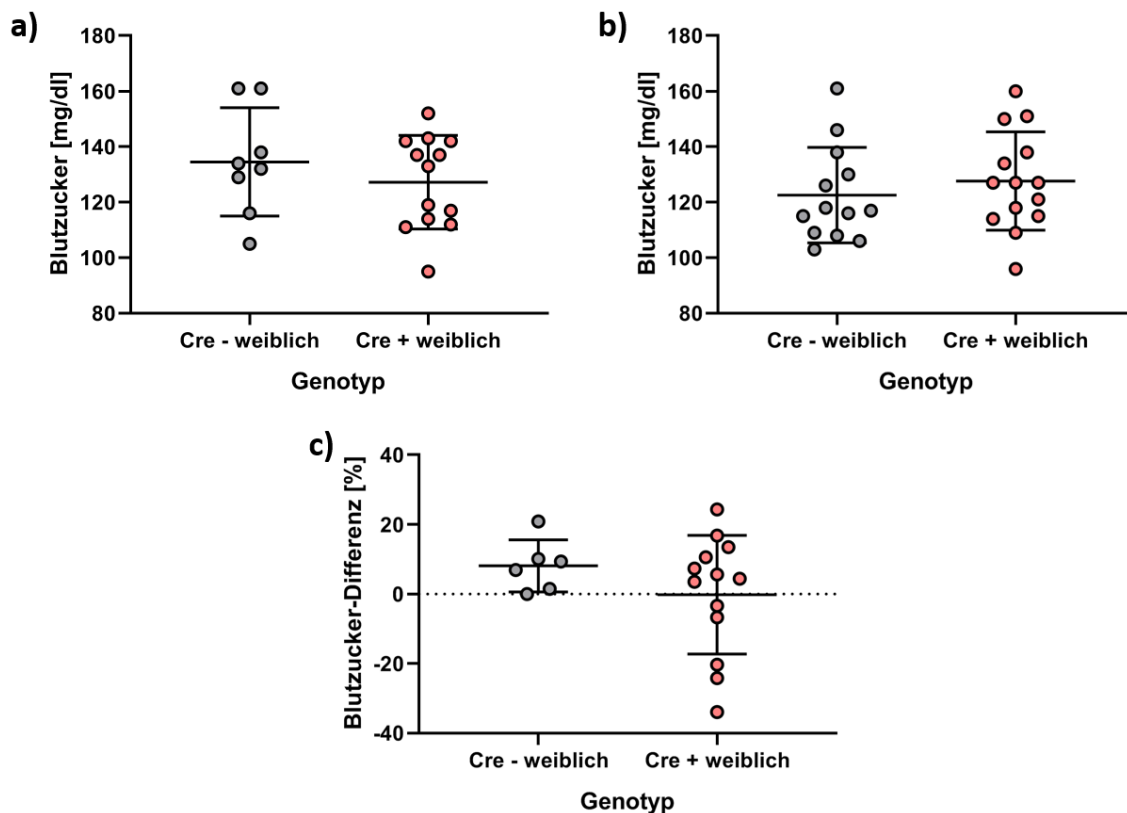 a)
Blutzucker [mg/dl]
180
160
140
120
100
80
Cre - weiblich
Cre + weiblich
Genotyp
b)
Blutzucker [mg/dl]
180
160
140
120
100
80
Cre - weiblich
Cre + weiblich
Genotyp
c)
Blutzucker-Differenz [%]
40
20
0
-20
-40
Cre - weiblich
Cre + weiblich
Genotyp